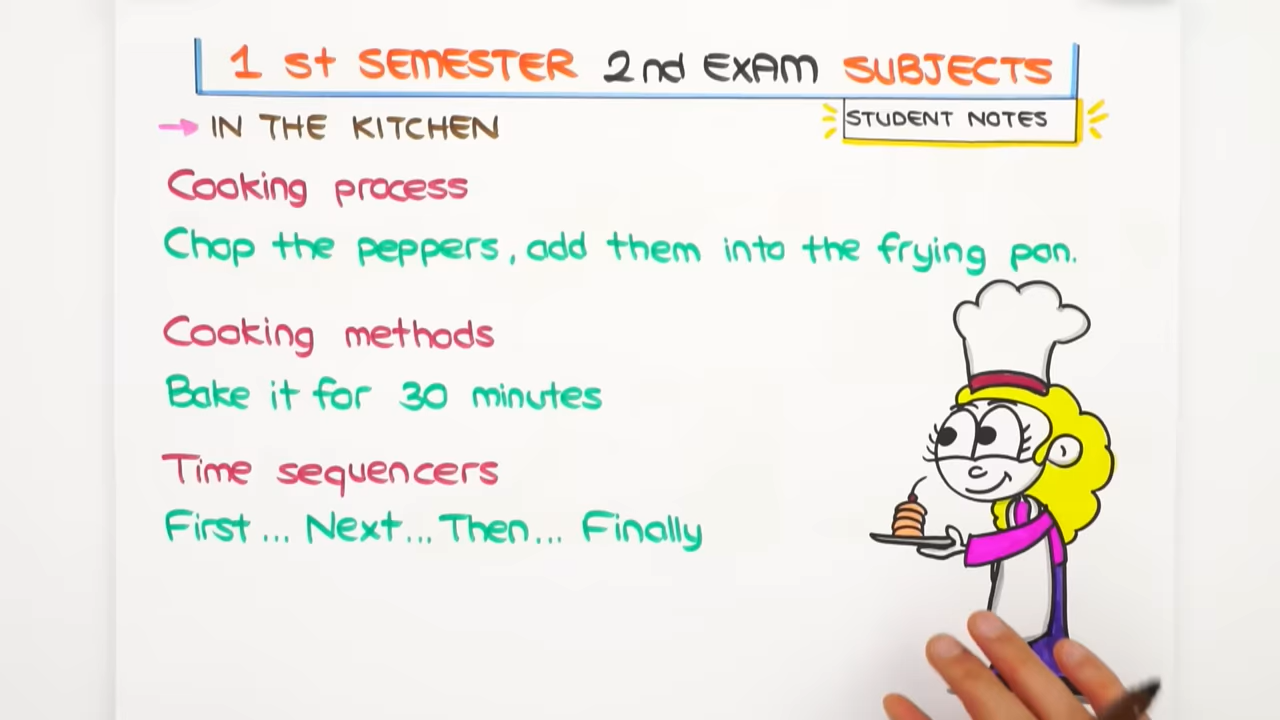 1 st SEMESTER 2nd EXAM SUBJECTS
STUDENT NOTES
IN THE KITCHEN
Cooking process
Chop the peppers, add them into the frying pan.
Cooking methods
Bake it for 30 minutes
Time sequencers
First... Next... Then... Finally